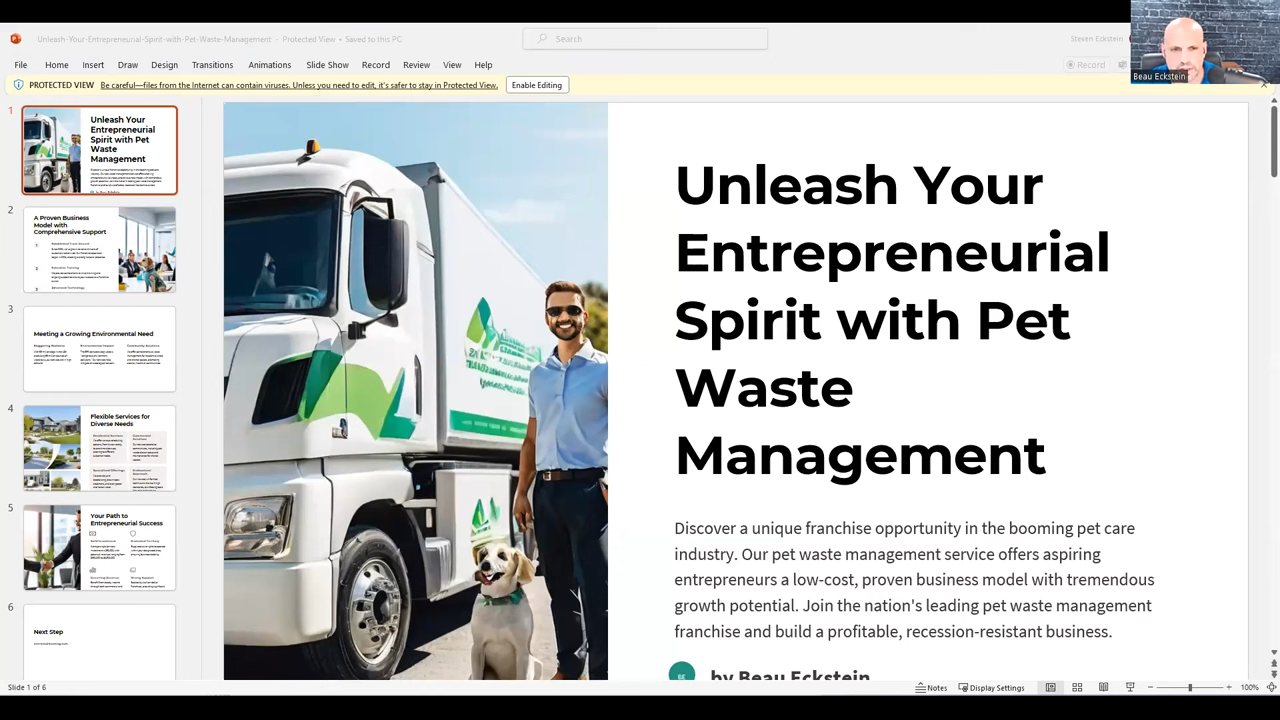 Unleash-Your-Entrepreneurial-Spirit-with-Pet-Waste-Management - Protected View • Saved to this PC
Search
Steven Eckstein
File Home Insert Draw Design Transitions Animations Slide Show Record Review View Help
Record
Beau Eckstein
PROTECTED VIEW Be careful—files from the Internet can contain viruses. Unless you need to edit, it's safer to stay in Protected View. Enable Editing
1
Unleash Your
Entrepreneurial
Spirit with Pet
Waste
Management
2
A Proven Business
Model with
Comprehensive Support
3
Meeting a Growing Environmental Need
4
Flexible Services for
Diverse Needs
5
Your Path to
Entrepreneurial Success
6
Next Step
Unleash Your
Entrepreneurial
Spirit with Pet
Waste
Management
Discover a unique franchise opportunity in the booming pet care
industry. Our pet waste management service offers aspiring
entrepreneurs a low-cost, proven business model with tremendous
growth potential. Join the nation's leading pet waste management
franchise and build a profitable, recession-resistant business.
BE by Beau Eckstein
Slide 1 of 6
Notes Display Settings 100%